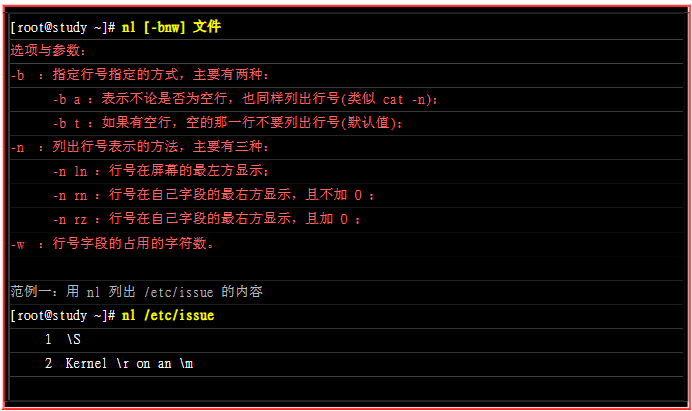 [root@study ~]# nl [-bnw] 文件
选项与参数：
-b ：指定行号指定的方式，主要有两种：
-b a ：表示不论是否为空行，也同样列出行号(类似 cat -n)；
-b t ：如果有空行，空的那一行不要列出行号(默认值)；
-n ：列出行号表示的方法，主要有三种：
-n ln ：行号在屏幕的最左方显示；
-n rn ：行号在自己字段的最右方显示，且不加 0 ；
-n rz ：行号在自己字段的最右方显示，且加 0 ；
-w ：行号字段的占用的字符数。
范例一：用 nl 列出 /etc/issue 的内容
[root@study ~]# nl /etc/issue
1 \S
2 Kernel \r on an \m